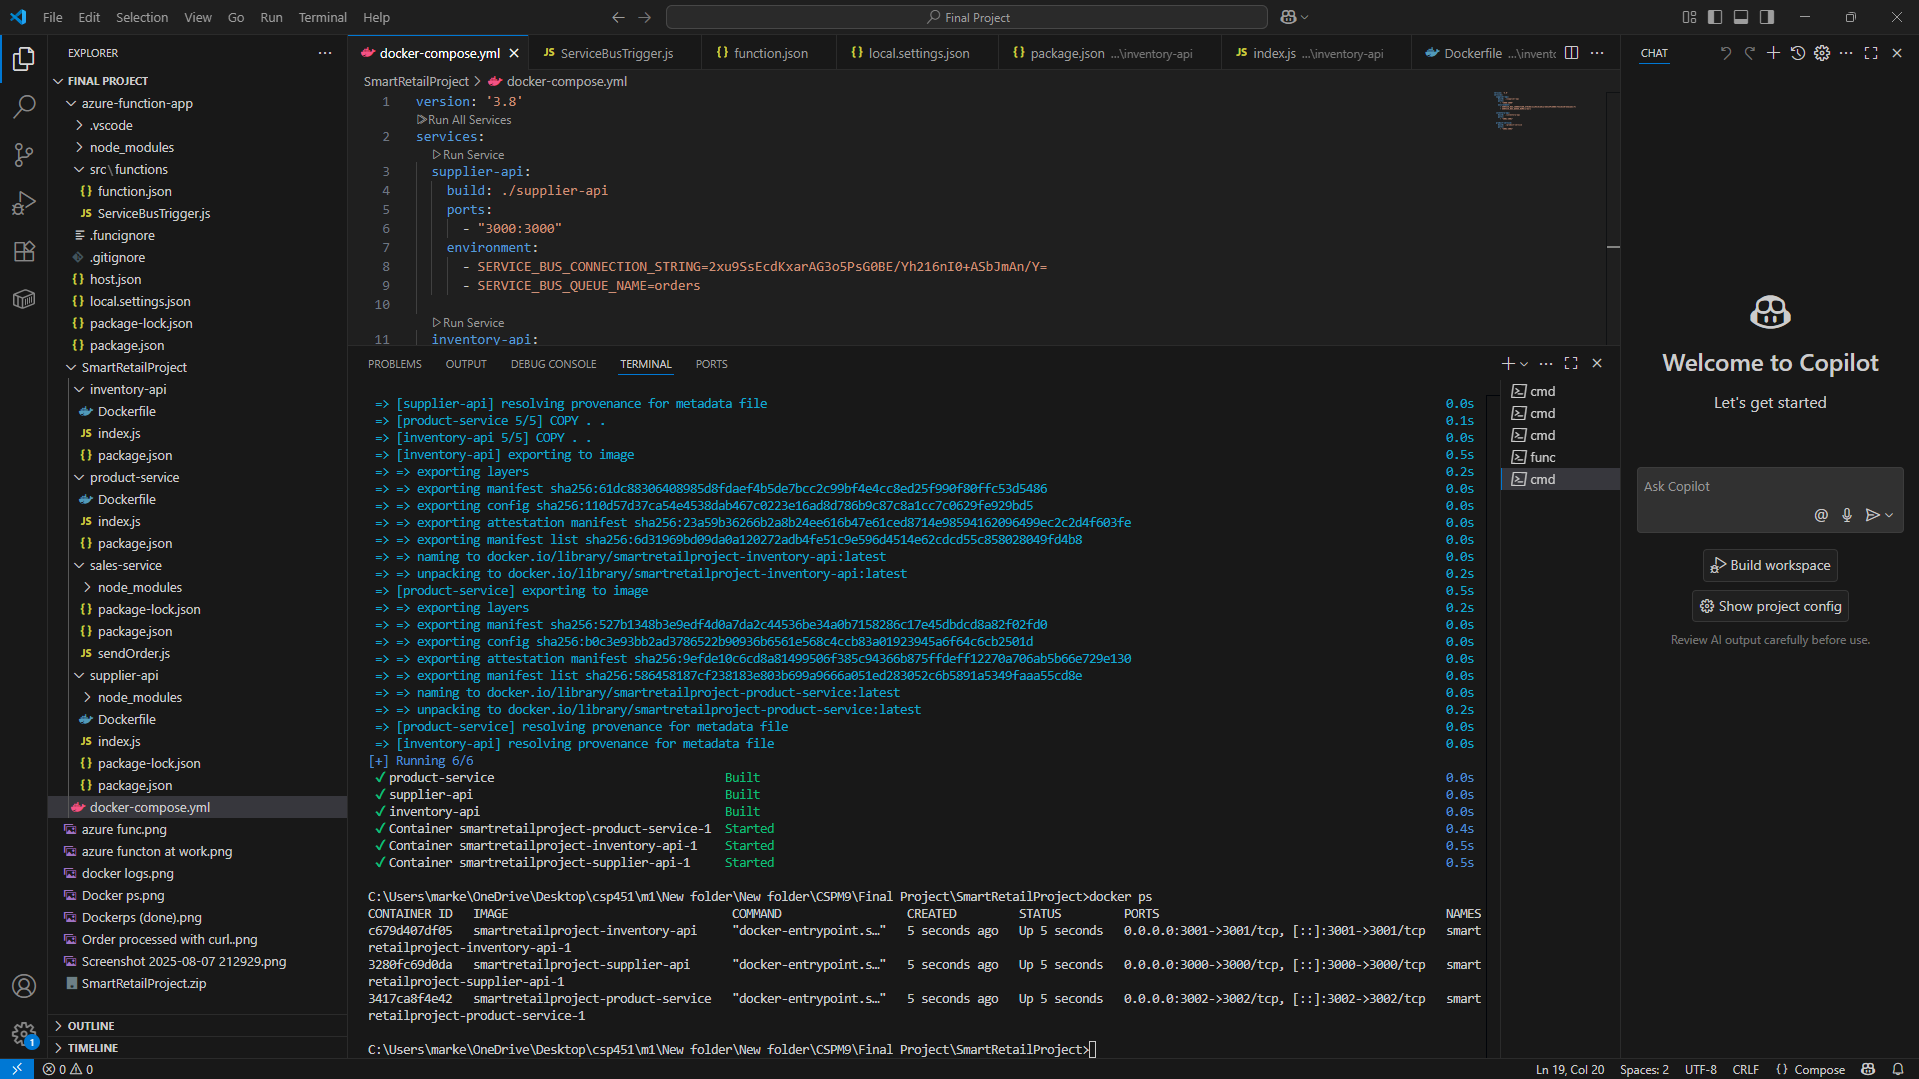 File Edit Selection View Go Run Terminal Help
Final Project
EXPLORER
FINAL PROJECT
azure-function-app
.vscode
node_modules
src\functions
{} function.json
JS ServiceBusTrigger.js
.funcignore
.gitignore
{} host.json
{} local.settings.json
{} package-lock.json
{} package.json
SmartRetailProject
inventory-api
Dockerfile
JS index.js
{} package.json
product-service
Dockerfile
JS index.js
{} package.json
sales-service
node_modules
{} package-lock.json
{} package.json
JS sendOrder.js
supplier-api
node_modules
Dockerfile
JS index.js
{} package-lock.json
{} package.json
docker-compose.yml
azure func.png
azure functon at work.png
docker logs.png
Docker ps.png
Dockerps (done).png
Order processed with curl..png
Screenshot 2025-08-07 212929.png
SmartRetailProject.zip
OUTLINE
TIMELINE
docker-compose.yml JS ServiceBusTrigger.js {} function.json {} local.settings.json {} package.json ...\inventory-api JS index.js ...\inventory-api Dockerfile ...\invento
SmartRetailProject > docker-compose.yml
1 version: '3.8'
Run All Services
2 services:
Run Service
3 supplier-api:
4 build: ./supplier-api
5 ports:
6 - "3000:3000"
7 environment:
8 - SERVICE_BUS_CONNECTION_STRING=2xu9SsEcdKxarAG3o5PsG0BE/Yh216nI0+ASbJmAn/Y=
9 - SERVICE_BUS_QUEUE_NAME=orders
10
Run Service
11 inventory-api:
PROBLEMS OUTPUT DEBUG CONSOLE TERMINAL PORTS
=> [supplier-api] resolving provenance for metadata file 0.0s
=> [product-service 5/5] COPY . . 0.1s
=> [inventory-api 5/5] COPY . . 0.0s
=> [inventory-api] exporting to image 0.5s
=> => exporting layers 0.2s
=> => exporting manifest sha256:61dc88306408985d8fdaef4b5de7bcc2c99bf4e4cc8ed25f990f80ffc53d5486 0.0s
=> => exporting config sha256:110d57d37ca54e4538dab467c0223e16ad8d786b9c87c8a1cc7c0629fe929bd5 0.0s
=> => exporting attestation manifest sha256:23a59b36266b2a8b24ee616b47e61ced8714e98594162096499ec2c2d4f603fe 0.0s
=> => exporting manifest list sha256:6d31969bd09da0a120272adb4fe51c9e596d4514e62cdcd55c858028049fd4b8 0.0s
=> => naming to docker.io/library/smartretailproject-inventory-api:latest 0.0s
=> => unpacking to docker.io/library/smartretailproject-inventory-api:latest 0.2s
=> [product-service] exporting to image 0.5s
=> => exporting layers 0.2s
=> => exporting manifest sha256:527b1348b3e9edf4d0a7da2c44536be34a0b7158286c17e45dbdcd8a82f02fd0 0.0s
=> => exporting config sha256:b0c3e93bb2ad3786522b90936b6561e568c4ccb83a01923945a6f64c6cb2501d 0.0s
=> => exporting attestation manifest sha256:9efde10c6cd8a81499506f385c94366b875ffdeff12270a706ab5b66e729e130 0.0s
=> => exporting manifest list sha256:586458187cf238183e803b699a9666a051ed283052c6b5891a5349faaa55cd8e 0.0s
=> => naming to docker.io/library/smartretailproject-product-service:latest 0.0s
=> => unpacking to docker.io/library/smartretailproject-product-service:latest 0.2s
=> [product-service] resolving provenance for metadata file 0.0s
=> [inventory-api] resolving provenance for metadata file 0.0s
[+] Running 6/6
✓ product-service Built 0.0s
✓ supplier-api Built 0.0s
✓ inventory-api Built 0.0s
✓ Container smartretailproject-product-service-1 Started 0.4s
✓ Container smartretailproject-inventory-api-1 Started 0.5s
✓ Container smartretailproject-supplier-api-1 Started 0.5s
C:\Users\marke\OneDrive\Desktop\csp451\m1\New folder\New folder\CSPM9\Final Project\SmartRetailProject>docker ps
CONTAINER ID IMAGE COMMAND CREATED STATUS PORTS NAMES
c679d407df05 smartretailproject-inventory-api "docker-entrypoint.s…" 5 seconds ago Up 5 seconds 0.0.0.0:3001->3001/tcp, [::]:3001->3001/tcp smart
retailproject-inventory-api-1
3280fc69d0da smartretailproject-supplier-api "docker-entrypoint.s…" 5 seconds ago Up 5 seconds 0.0.0.0:3000->3000/tcp, [::]:3000->3000/tcp smart
retailproject-supplier-api-1
3417ca8f4e42 smartretailproject-product-service "docker-entrypoint.s…" 5 seconds ago Up 5 seconds 0.0.0.0:3002->3002/tcp, [::]:3002->3002/tcp smart
retailproject-product-service-1
C:\Users\marke\OneDrive\Desktop\csp451\m1\New folder\New folder\CSPM9\Final Project\SmartRetailProject>
cmd
cmd
cmd
func
cmd
CHAT
Welcome to Copilot
Let's get started
Ask Copilot
Build workspace
Show project config
Review AI output carefully before use.
1
0 0
Ln 19, Col 20 Spaces: 2 UTF-8 CRLF {} Compose